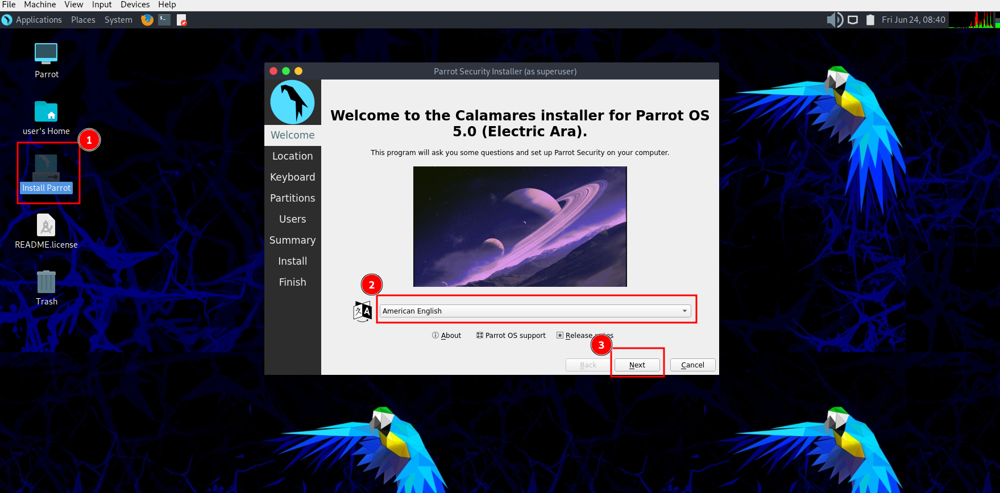 File Machine View Input Devices Help
Applications Places System
Fri Jun 24, 08:40
Parrot
user's Home
1
Install Parrot
README.license
Trash
Parrot Security Installer (as superuser)
Welcome
Location
Keyboard
Partitions
Users
Summary
Install
Finish
Welcome to the Calamares installer for Parrot OS
5.0 (Electric Ara).
This program will ask you some questions and set up Parrot Security on your computer.
2
American English
About Parrot OS support Release
3
Back Next Cancel